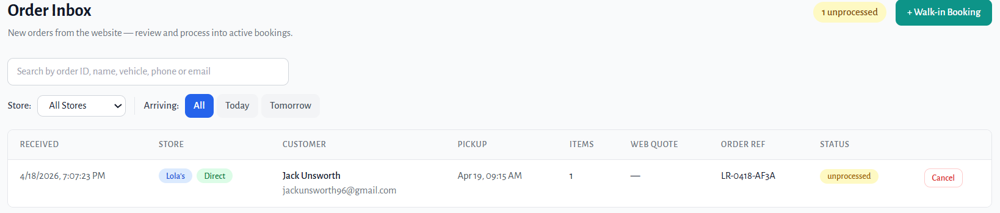 Order Inbox
1 unprocessed
+ Walk-in Booking
New orders from the website — review and process into active bookings.
Search by order ID, name, vehicle, phone or email
Store: All Stores Arriving: All Today Tomorrow
RECEIVED STORE CUSTOMER PICKUP ITEMS WEB QUOTE ORDER REF STATUS
4/18/2026, 7:07:23 PM Lola's Direct Jack Unsworth Apr 19, 09:15 AM 1 — LR-0418-AF3A unprocessed Cancel
jackunsworth96@gmail.com